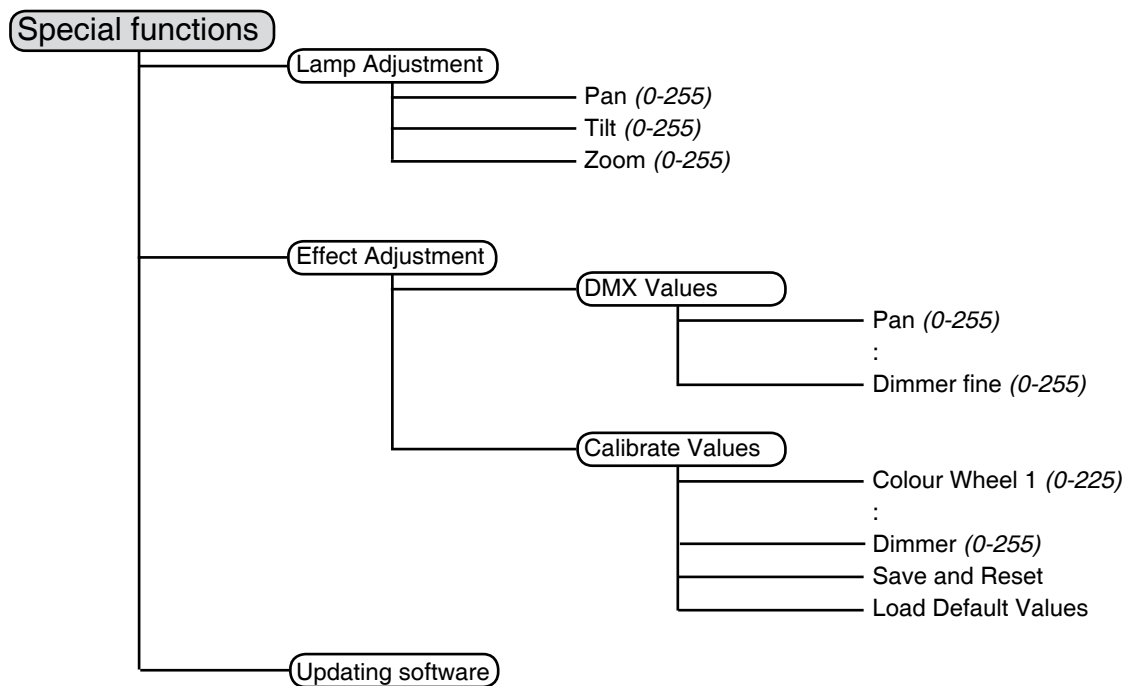 Special functions
Lamp Adjustment
Pan (0-255)
Tilt (0-255)
Zoom (0-255)
Effect Adjustment
DMX Values
Pan (0-255)
:
Dimmer fine (0-255)
Calibrate Values
Colour Wheel 1 (0-225)
:
Dimmer (0-255)
Save and Reset
Load Default Values
Updating software